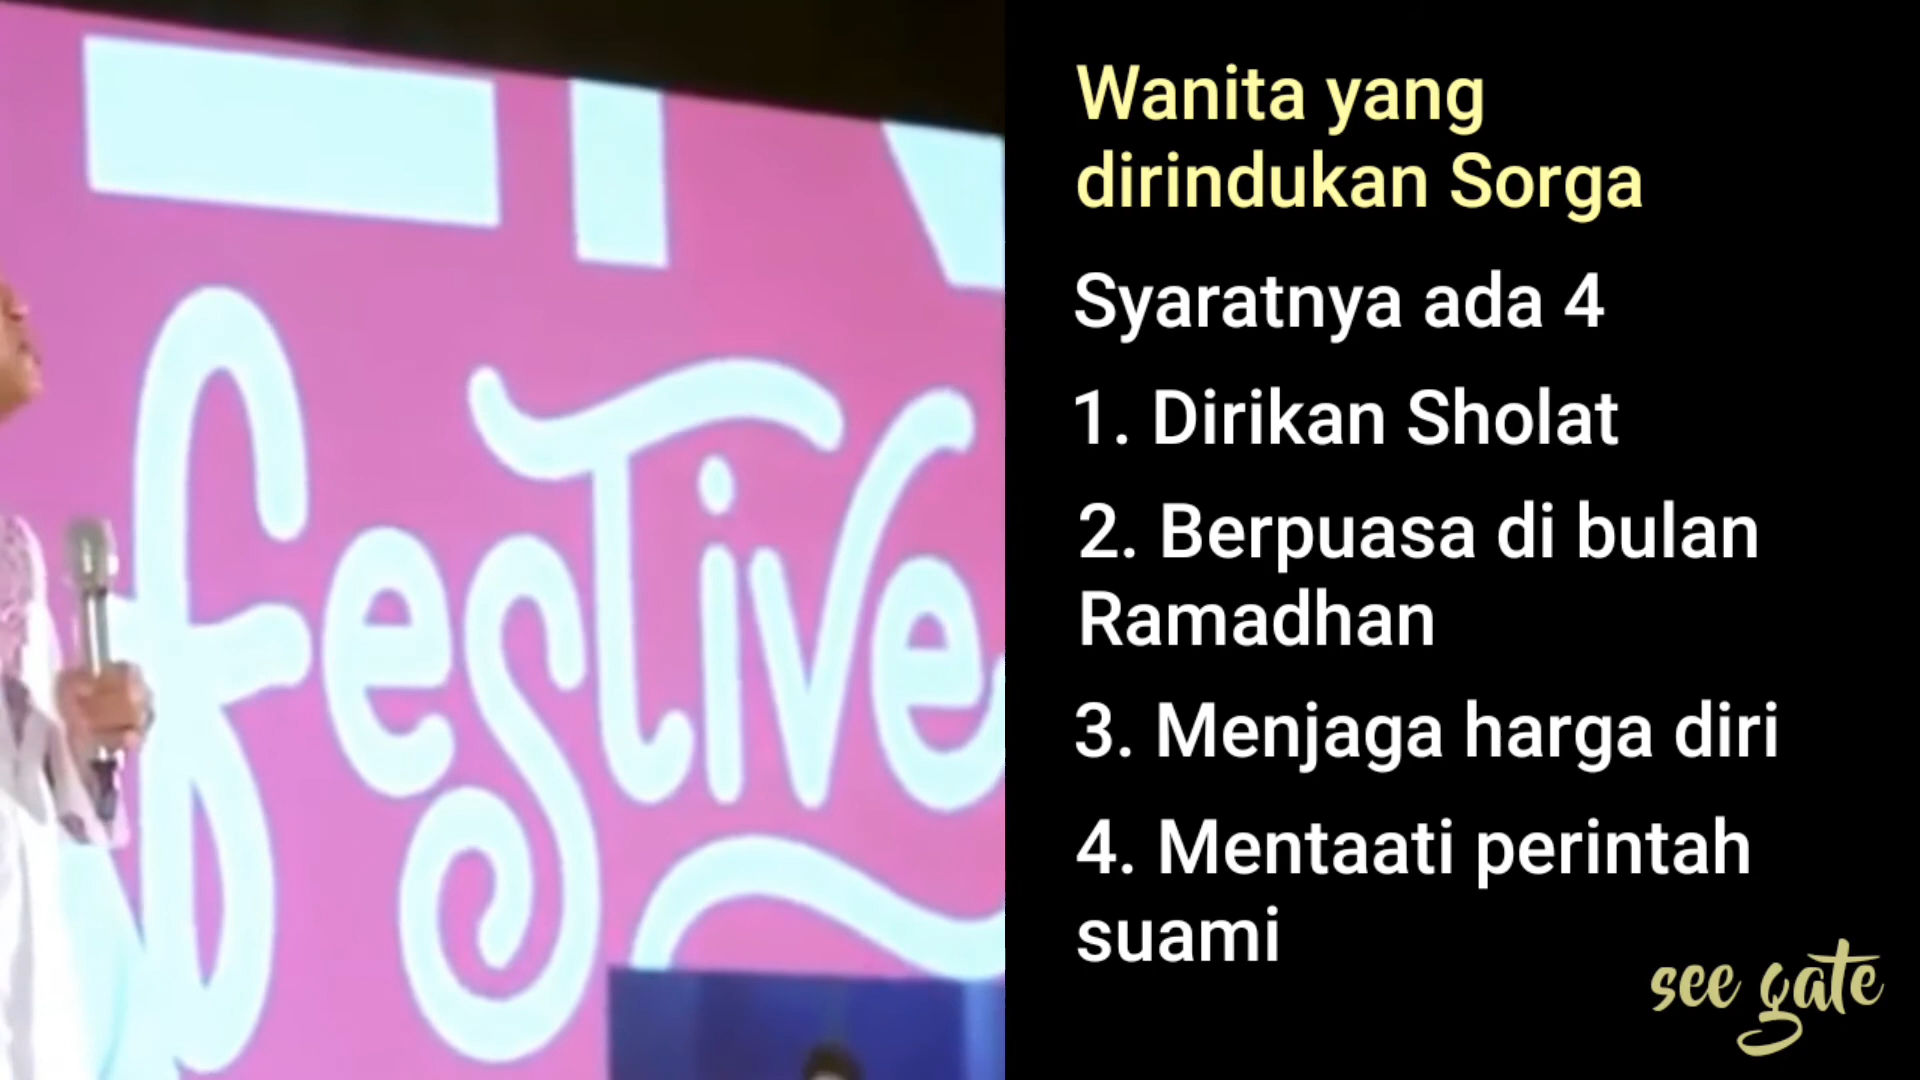 festive
Wanita yang
dirindukan Sorga
Syaratnya ada 4
1. Dirikan Sholat
2. Berpuasa di bulan
Ramadhan
3. Menjaga harga diri
4. Mentaati perintah
suami
see gate